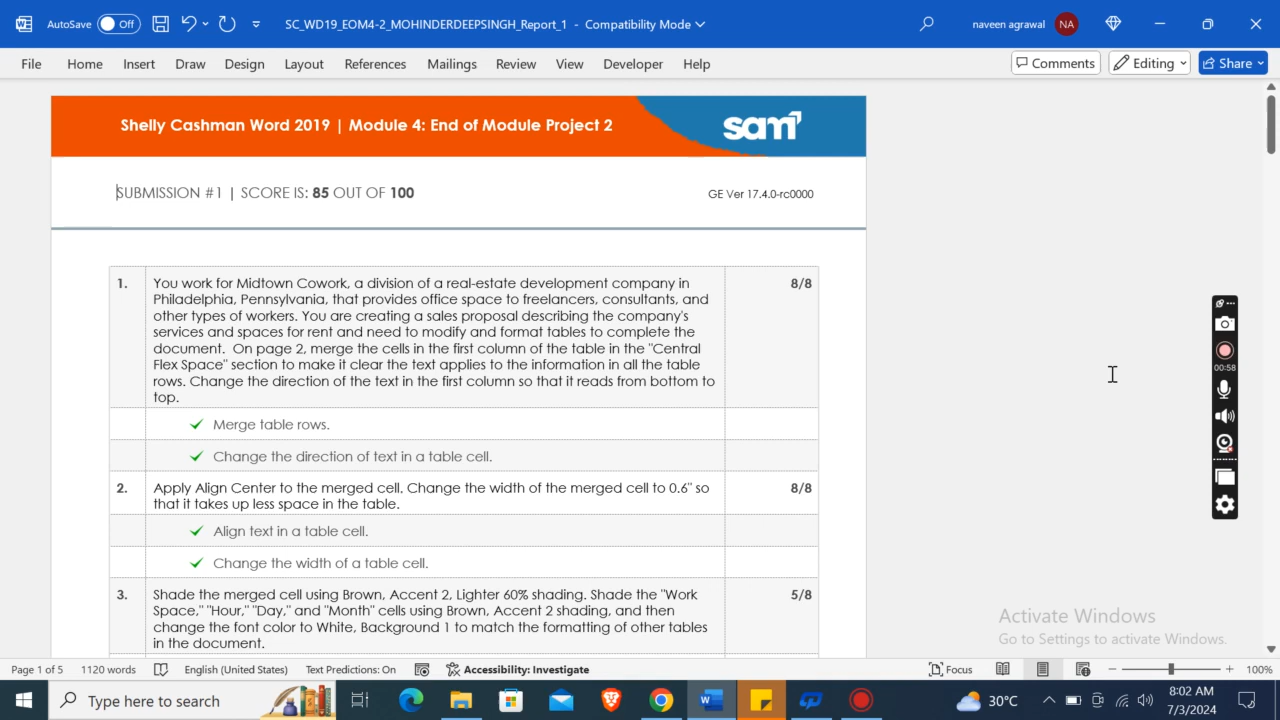 AutoSave Off SC_WD19_EOM4-2_MOHINDERDEEPSINGH_Report_1 - Compatibility Mode naveen agrawal NA
File Home Insert Draw Design Layout References Mailings Review View Developer Help Comments Editing Share
Shelly Cashman Word 2019 | Module 4: End of Module Project 2 sam
SUBMISSION #1 | SCORE IS: 85 OUT OF 100 GE Ver 17.4.0-rc0000
1. You work for Midtown Cowork, a division of a real-estate development company in 8/8
Philadelphia, Pennsylvania, that provides office space to freelancers, consultants, and
other types of workers. You are creating a sales proposal describing the company's
services and spaces for rent and need to modify and format tables to complete the
document. On page 2, merge the cells in the first column of the table in the "Central
Flex Space" section to make it clear the text applies to the information in all the table
rows. Change the direction of the text in the first column so that it reads from bottom to
top.
Merge table rows.
Change the direction of text in a table cell.
2. Apply Align Center to the merged cell. Change the width of the merged cell to 0.6" so 8/8
that it takes up less space in the table.
Align text in a table cell.
Change the width of a table cell.
3. Shade the merged cell using Brown, Accent 2, Lighter 60% shading. Shade the "Work 5/8
Space," "Hour," "Day," and "Month" cells using Brown, Accent 2 shading, and then
change the font color to White, Background 1 to match the formatting of other tables
in the document.
00:58
Activate Windows
Go to Settings to activate Windows.
Page 1 of 5 1120 words English (United States) Text Predictions: On Accessibility: Investigate Focus 100%
Type here to search 30°C 8:02 AM
7/3/2024